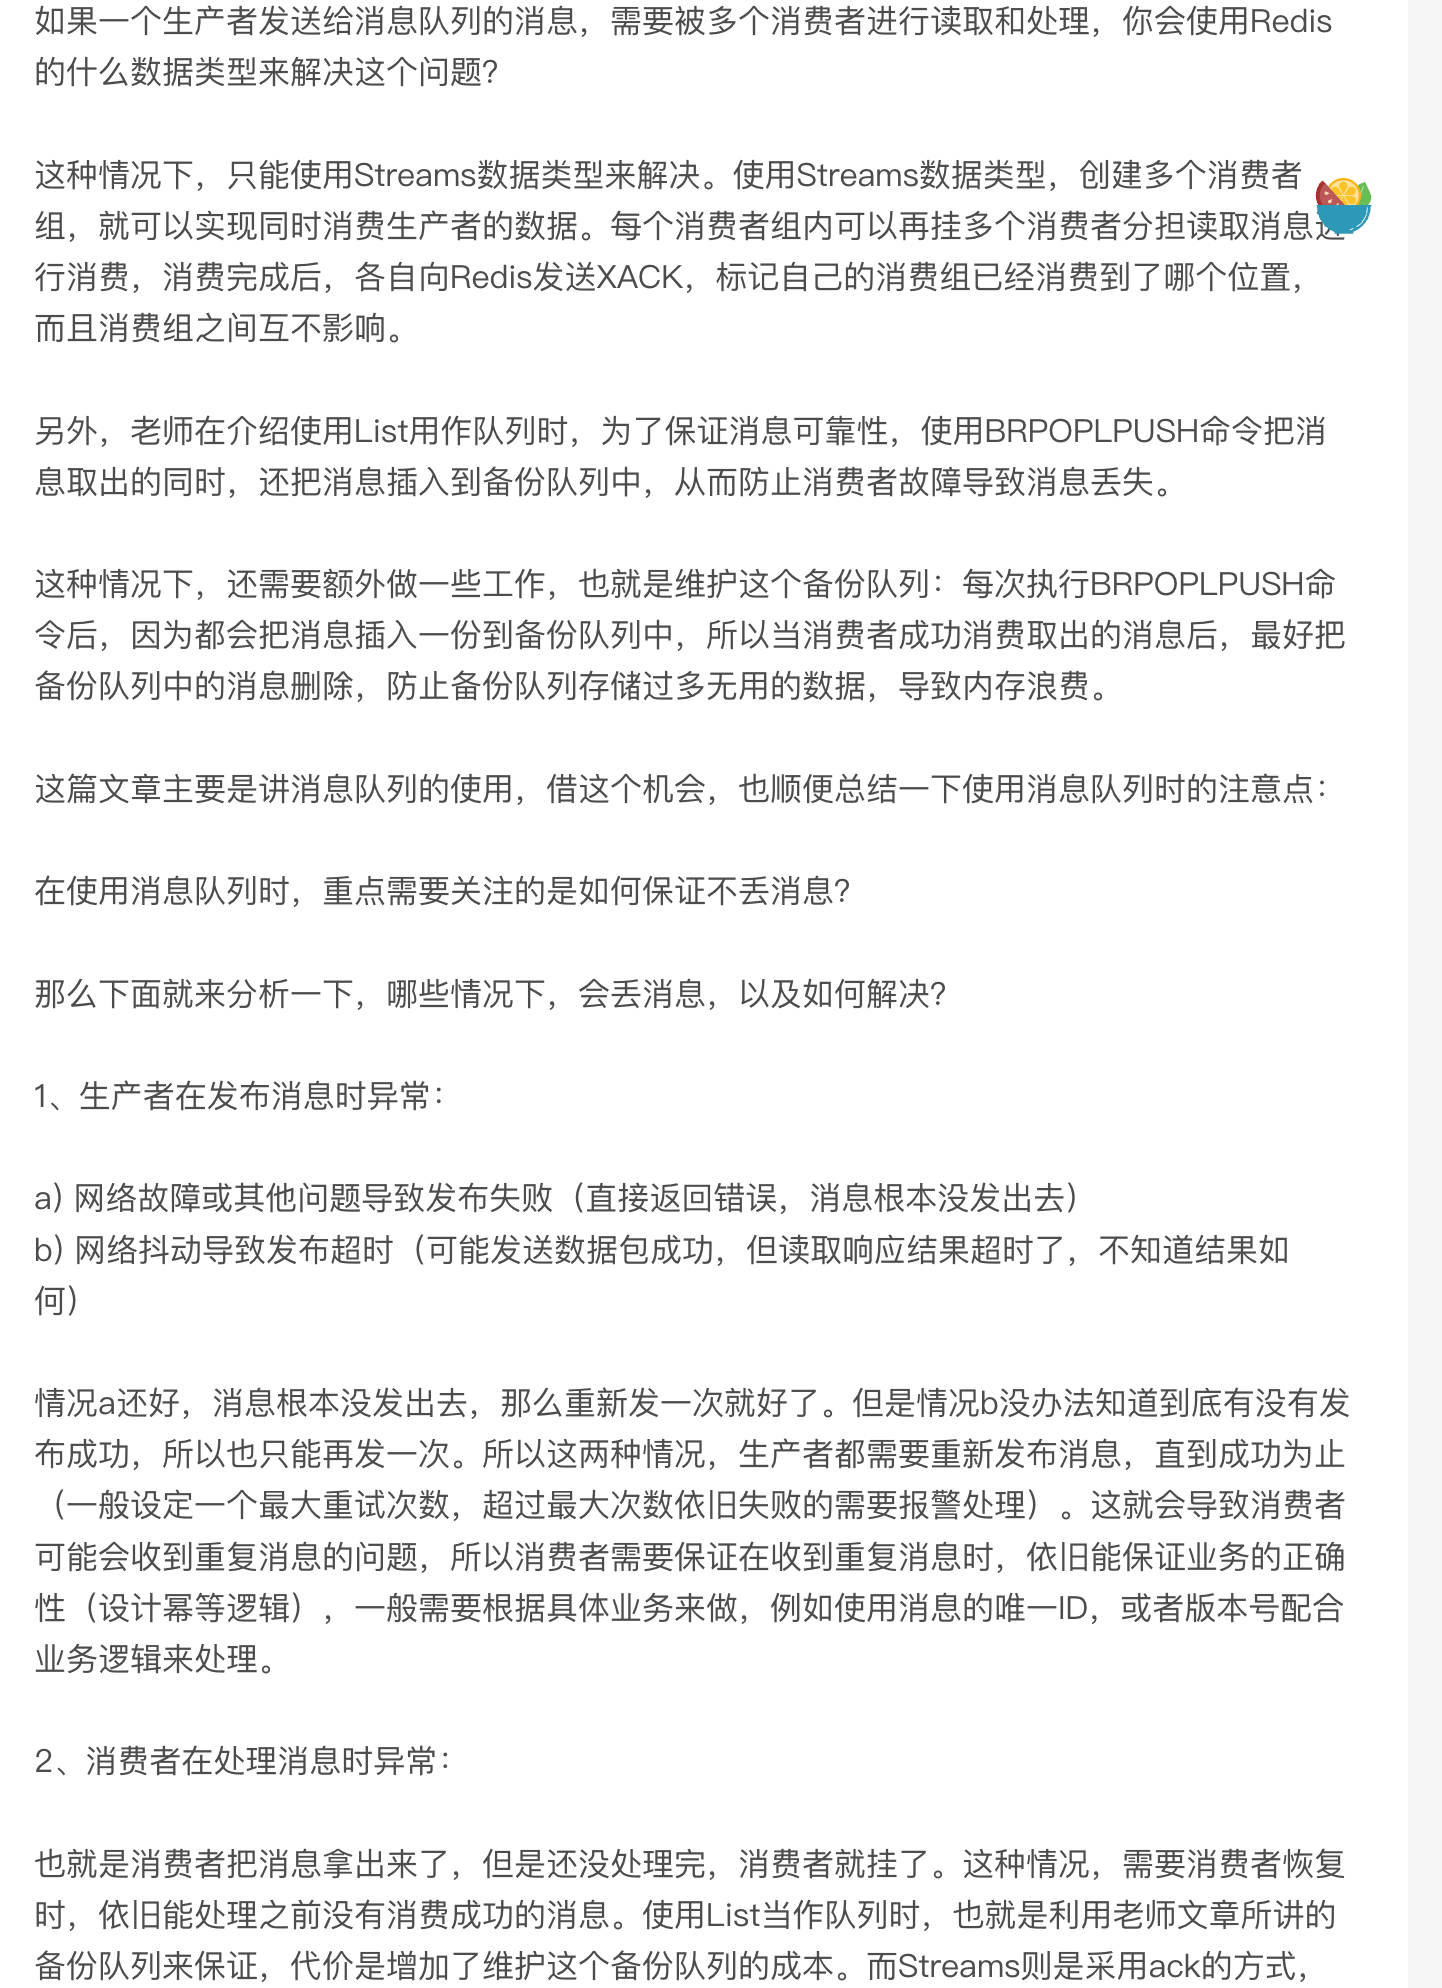 如果一个生产者发送给消息队列的消息，需要被多个消费者进行读取和处理，你会使用Redis
的什么数据类型来解决这个问题？
这种情况下，只能使用Streams数据类型来解决。使用Streams数据类型，创建多个消费者
组，就可以实现同时消费生产者的数据。每个消费者组内可以再挂多个消费者分担读取消息进
行消费，消费完成后，各自向Redis发送XACK，标记自己的消费组已经消费到了哪个位置，
而且消费组之间互不影响。
另外，老师在介绍使用List用作队列时，为了保证消息可靠性，使用BRPOPLPUSH命令把消
息取出的同时，还把消息插入到备份队列中，从而防止消费者故障导致消息丢失。
这种情况下，还需要额外做一些工作，也就是维护这个备份队列：每次执行BRPOPLPUSH命
令后，因为都会把消息插入一份到备份队列中，所以当消费者成功消费取出的消息后，最好把
备份队列中的消息删除，防止备份队列存储过多无用的数据，导致内存浪费。
这篇文章主要是讲消息队列的使用，借这个机会，也顺便总结一下使用消息队列时的注意点：
在使用消息队列时，重点需要关注的是如何保证不丢消息？
那么下面就来分析一下，哪些情况下，会丢消息，以及如何解决？
1、生产者在发布消息时异常：
a) 网络故障或其他问题导致发布失败（直接返回错误，消息根本没发出去）
b) 网络抖动导致发布超时（可能发送数据包成功，但读取响应结果超时了，不知道结果如
何）
情况a还好，消息根本没发出去，那么重新发一次就好了。但是情况b没办法知道到底有没有发
布成功，所以也只能再发一次。所以这两种情况，生产者都需要重新发布消息，直到成功为止
（一般设定一个最大重试次数，超过最大次数依旧失败的需要报警处理）。这就会导致消费者
可能会收到重复消息的问题，所以消费者需要保证在收到重复消息时，依旧能保证业务的正确
性（设计幂等逻辑），一般需要根据具体业务来做，例如使用消息的唯一ID，或者版本号配合
业务逻辑来处理。
2、消费者在处理消息时异常：
也就是消费者把消息拿出来了，但是还没处理完，消费者就挂了。这种情况，需要消费者恢复
时，依旧能处理之前没有消费成功的消息。使用List当作队列时，也就是利用老师文章所讲的
备份队列来保证，代价是增加了维护这个备份队列的成本。而Streams则是采用ack的方式，